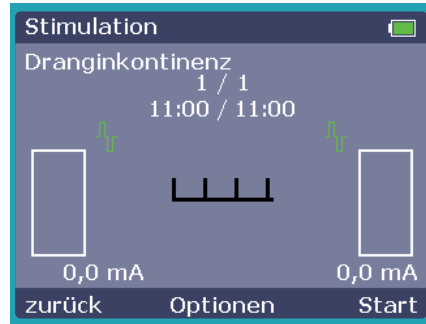 Stimulation
Dranginkontinenz
1 / 1
11:00 / 11:00
0,0 mA 0,0 mA
zurück Optionen Start